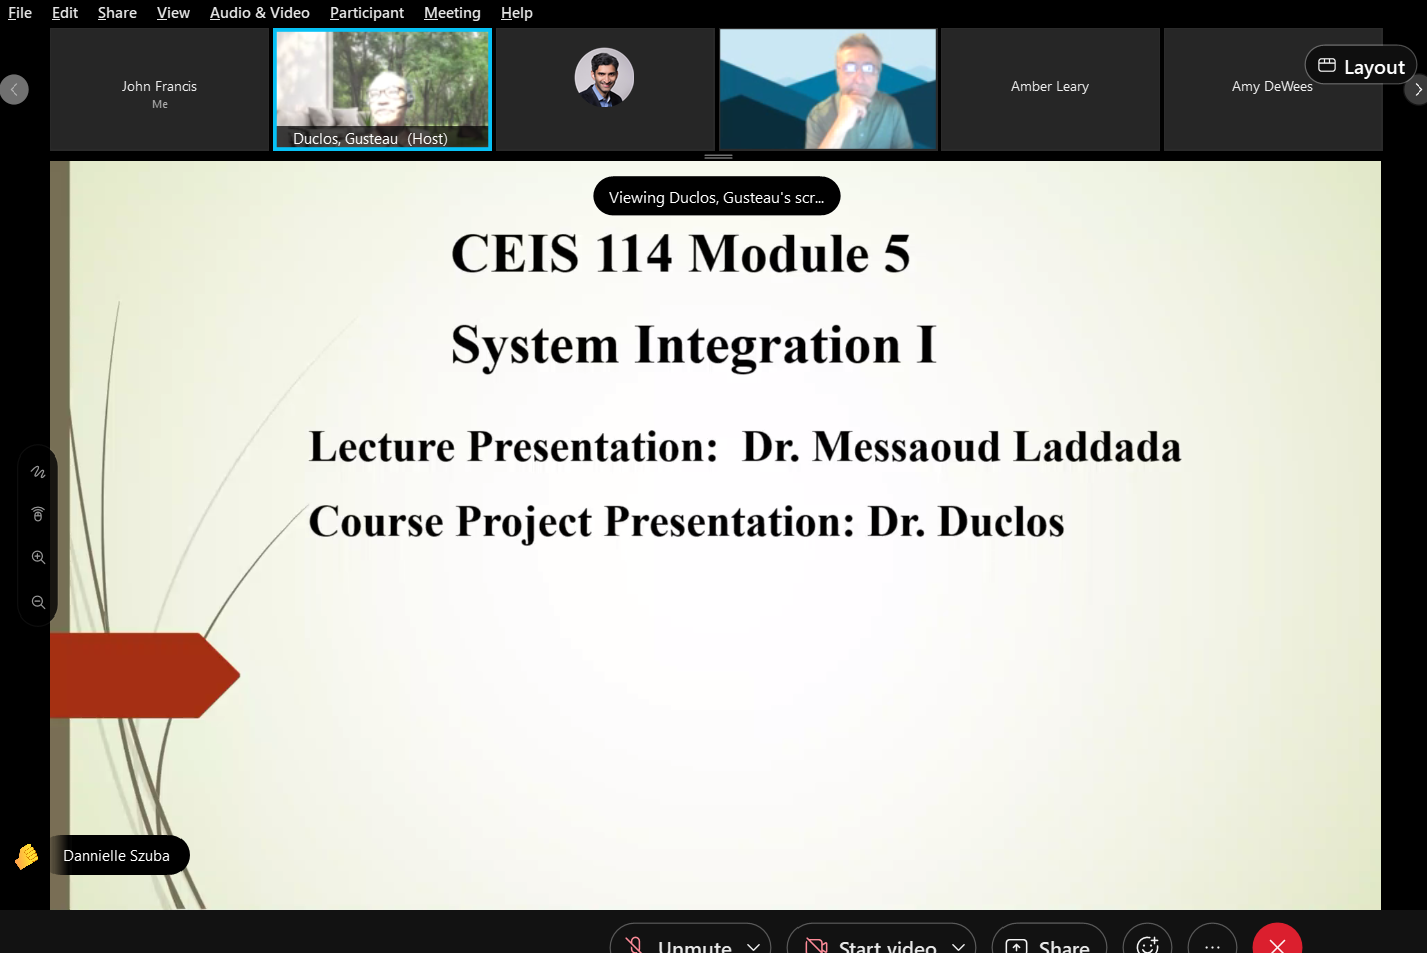 File Edit Share View Audio & Video Participant Meeting Help
John Francis
Me
Duclos, Gusteau (Host)
Amber Leary
Amy DeWees
Layout
Viewing Duclos, Gusteau's scr...
CEIS 114 Module 5
System Integration I
Lecture Presentation: Dr. Messaoud Laddada
Course Project Presentation: Dr. Duclos
Dannielle Szuba
Unmute
Start video
Share